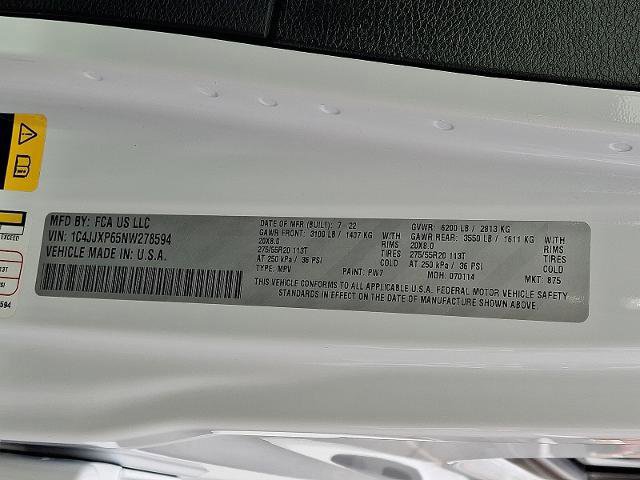 MFD BY: FCA US LLC
VIN: 1C4JJXP65NW278594
VEHICLE MADE IN: U.S.A.
DATE OF MFR (BUILT): 7 22
GAWR FRONT: 3100 LB / 1407 KG WITH
20X8.0 RIMS
275/55R20 113T TIRES
AT 250 kPa / 36 PSI COLD
TYPE: MPV PAINT: PW7
GVWR: 6200 LB / 2813 KG
GAWR REAR: 3550 LB / 1611 KG WITH
20X8.0 RIMS
275/55R20 113T TIRES
AT 250 kPa / 36 PSI COLD
MDH: 070114 MKT: 875
THIS VEHICLE CONFORMS TO ALL APPLICABLE U.S.A. FEDERAL MOTOR VEHICLE SAFETY
STANDARDS IN EFFECT ON THE DATE OF MANUFACTURE SHOWN ABOVE.
EXCEED
13T
SI
594